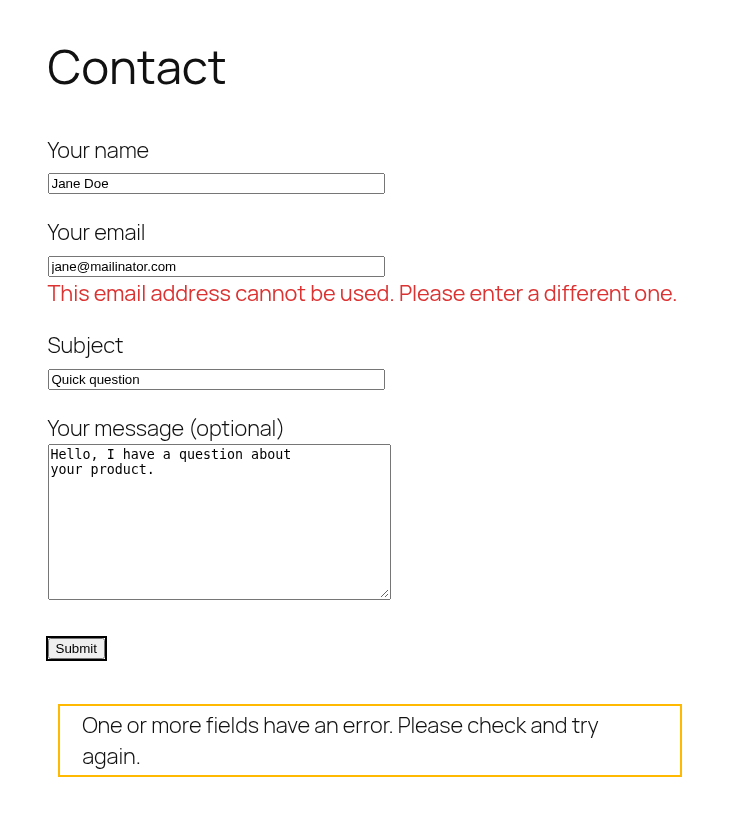 Contact
Your name
Jane Doe
Your email
jane@mailinator.com
This email address cannot be used. Please enter a different one.
Subject
Quick question
Your message (optional)
Hello, I have a question about
your product.
Submit
One or more fields have an error. Please check and try
again.